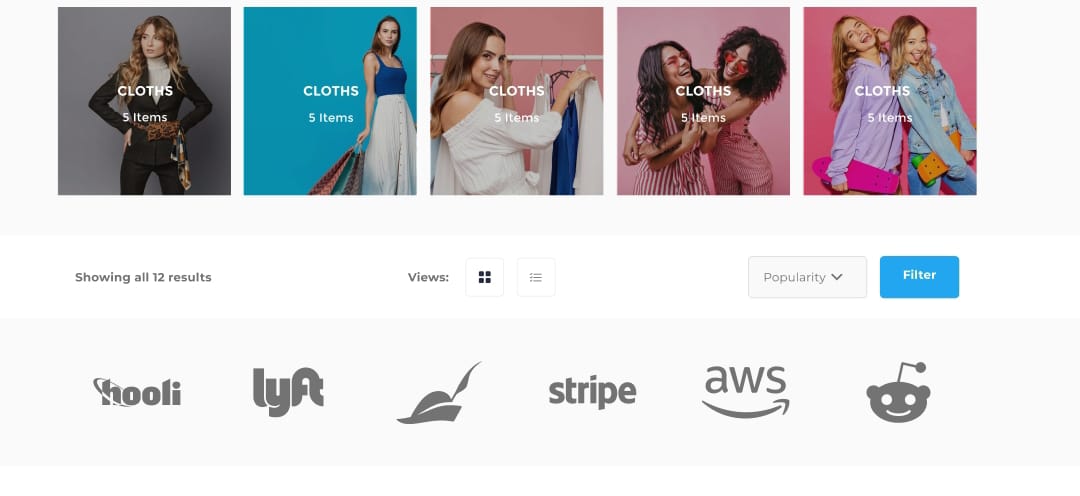 CLOTHS CLOTHS CLOTHS CLOTHS CLOTHS
5 Items 5 Items 5 Items 5 Items 5 Items
Showing all 12 results Views: Popularity Filter
hooli lyft stripe aws